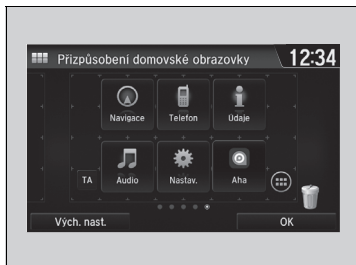 Přizpůsobení domovské obrazovky 12:34
Navigace Telefon Údaje
TA Audio Nastav. Aha
Vých. nast. OK